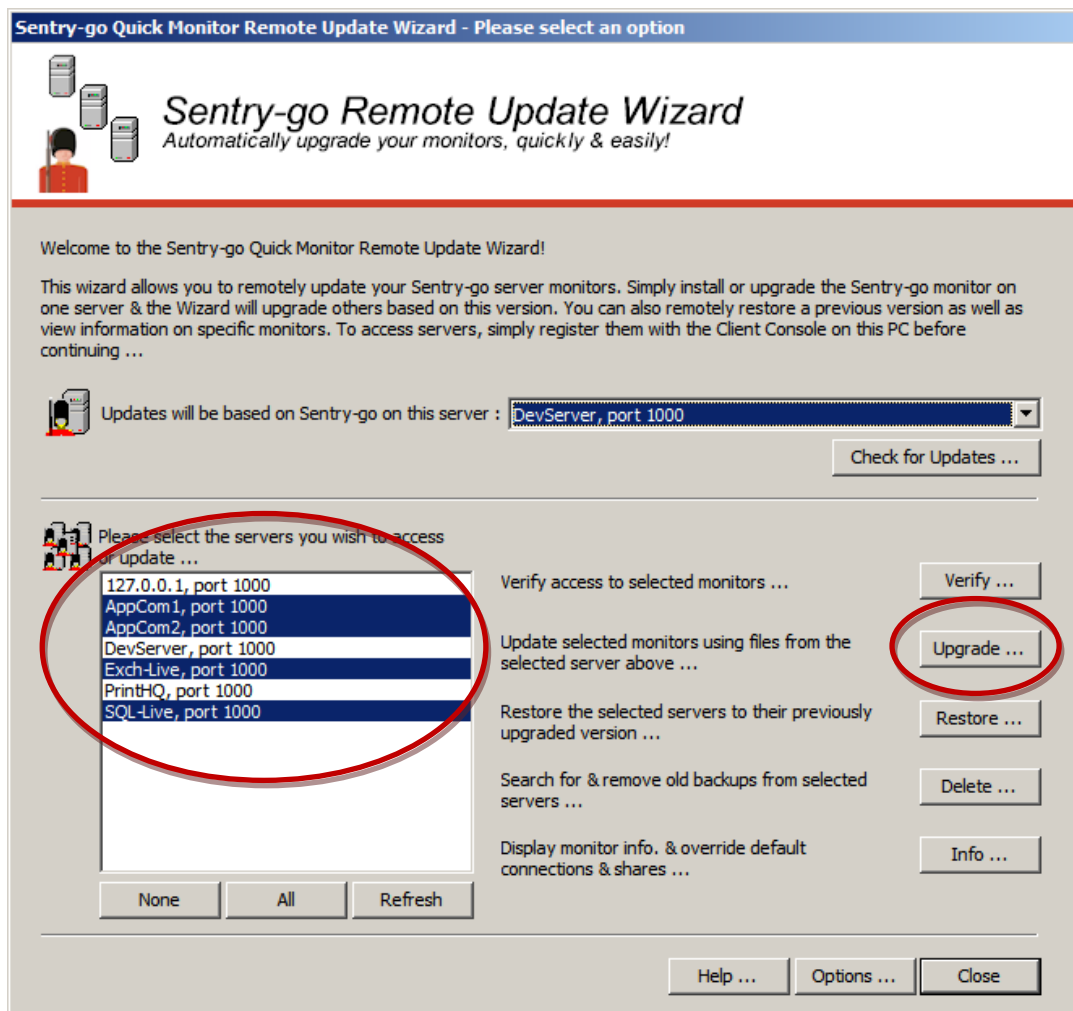 Sentry-go Quick Monitor Remote Update Wizard - Please select an option
Sentry-go Remote Update Wizard
Automatically upgrade your monitors, quickly & easily!
Welcome to the Sentry-go Quick Monitor Remote Update Wizard!
This wizard allows you to remotely update your Sentry-go server monitors. Simply install or upgrade the Sentry-go monitor on
one server & the Wizard will upgrade others based on this version. You can also remotely restore a previous version as well as
view information on specific monitors. To access servers, simply register them with the Client Console on this PC before
continuing ...
Updates will be based on Sentry-go on this server :
DevServer, port 1000
Check for Updates ...
Please select the servers you wish to access
or update ...
127.0.0.1, port 1000
AppCom1, port 1000
AppCom2, port 1000
DevServer, port 1000
Exch-Live, port 1000
PrintHQ, port 1000
SQL-Live, port 1000
None
All
Refresh
Verify access to selected monitors ...
Verify ...
Update selected monitors using files from the
selected server above ...
Upgrade ...
Restore the selected servers to their previously
upgraded version ...
Restore ...
Search for & remove old backups from selected
servers ...
Delete ...
Display monitor info. & override default
connections & shares ...
Info ...
Help ...
Options ...
Close